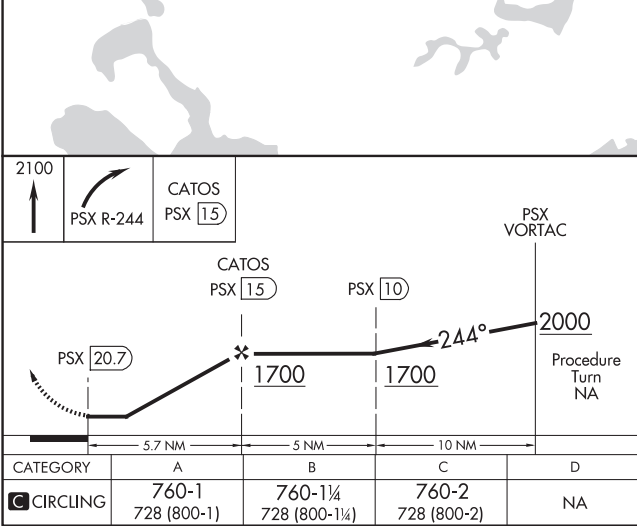 2100
PSX R-244
CATOS
PSX 15
PSX
VORTAC
CATOS
PSX 15
PSX 10
244°
2000
PSX 20.7
1700
1700
Procedure
Turn
NA
5.7 NM
5 NM
10 NM
CATEGORY A B C D
C CIRCLING 760-1 760-1¼ 760-2 NA
728 (800-1) 728 (800-1¼) 728 (800-2)